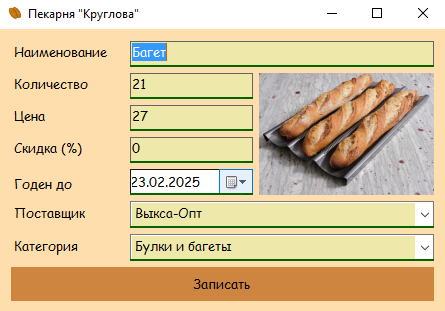 Пекарня "Круглова"
Наименование Багет
Количество 21
Цена 27
Скидка (%) 0
Годен до 23.02.2025
Поставщик Выкса-Опт
Категория Булки и багеты
Записать